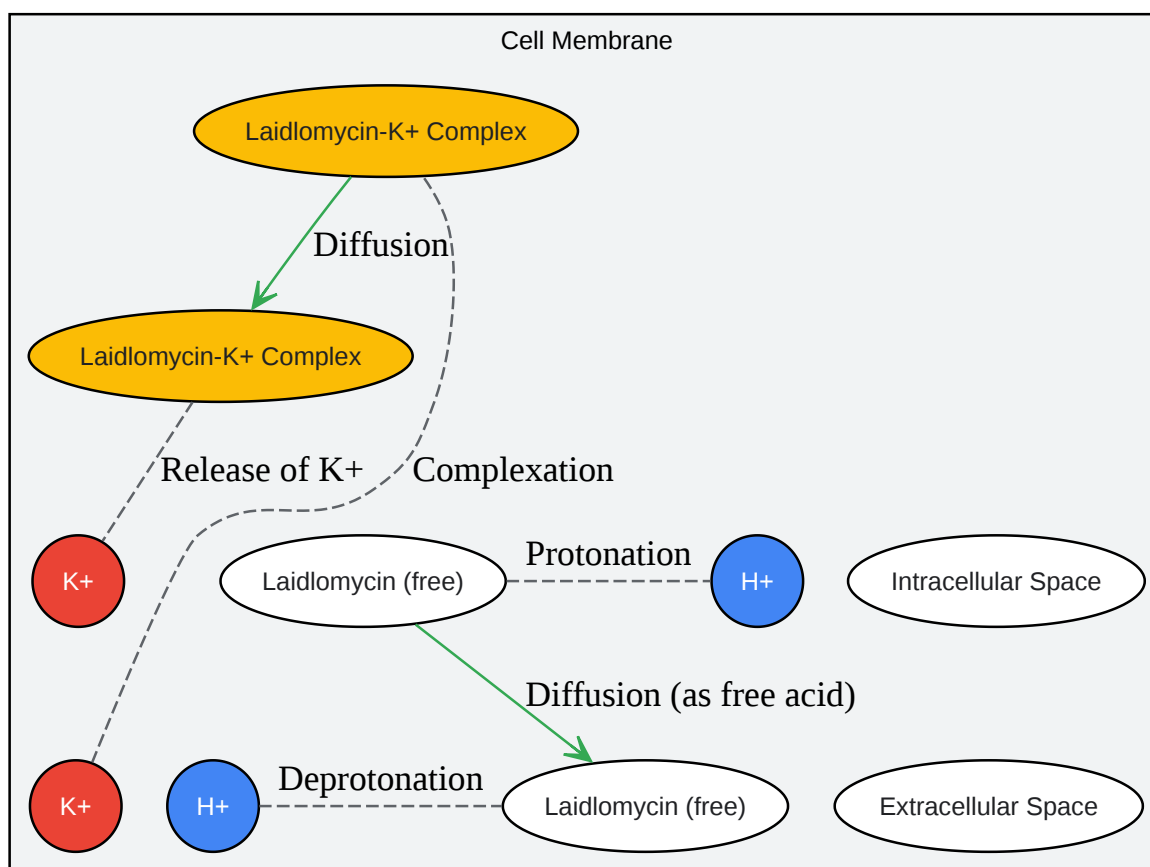 Cell Membrane
Laidlomycin-K+ Complex
Diffusion
Laidlomycin-K+ Complex
Release of K+
Complexation
K+
Laidlomycin (free)
Protonation
H+
Intracellular Space
Diffusion (as free acid)
K+
H+
Deprotonation
Laidlomycin (free)
Extracellular Space